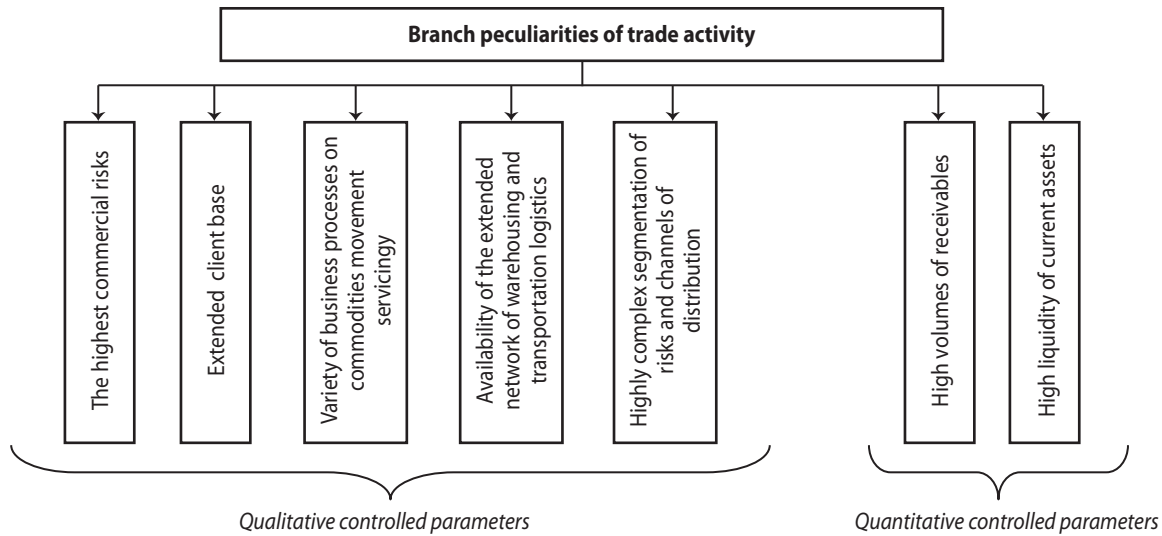 Branch peculiarities of trade activity
The highest commercial risks
Extended client base
Variety of business processes on
commodities movement
servicingy
Availability of the extended
network of warehousing and
transportation logistics
Highly complex segmentation of
risks and channels of
distribution
High volumes of receivables
High liquidity of current assets
Qualitative controlled parameters
Quantitative controlled parameters